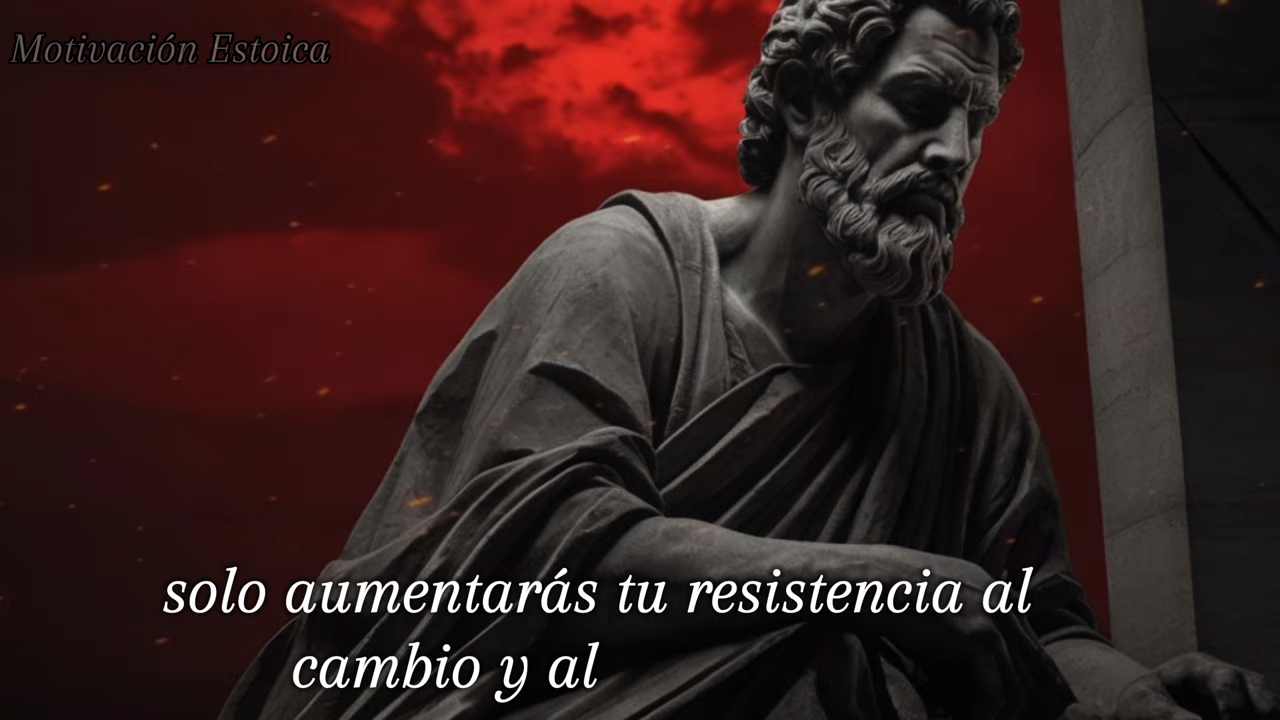 Motivación Estoica
solo aumentarás tu resistencia al
cambio y al